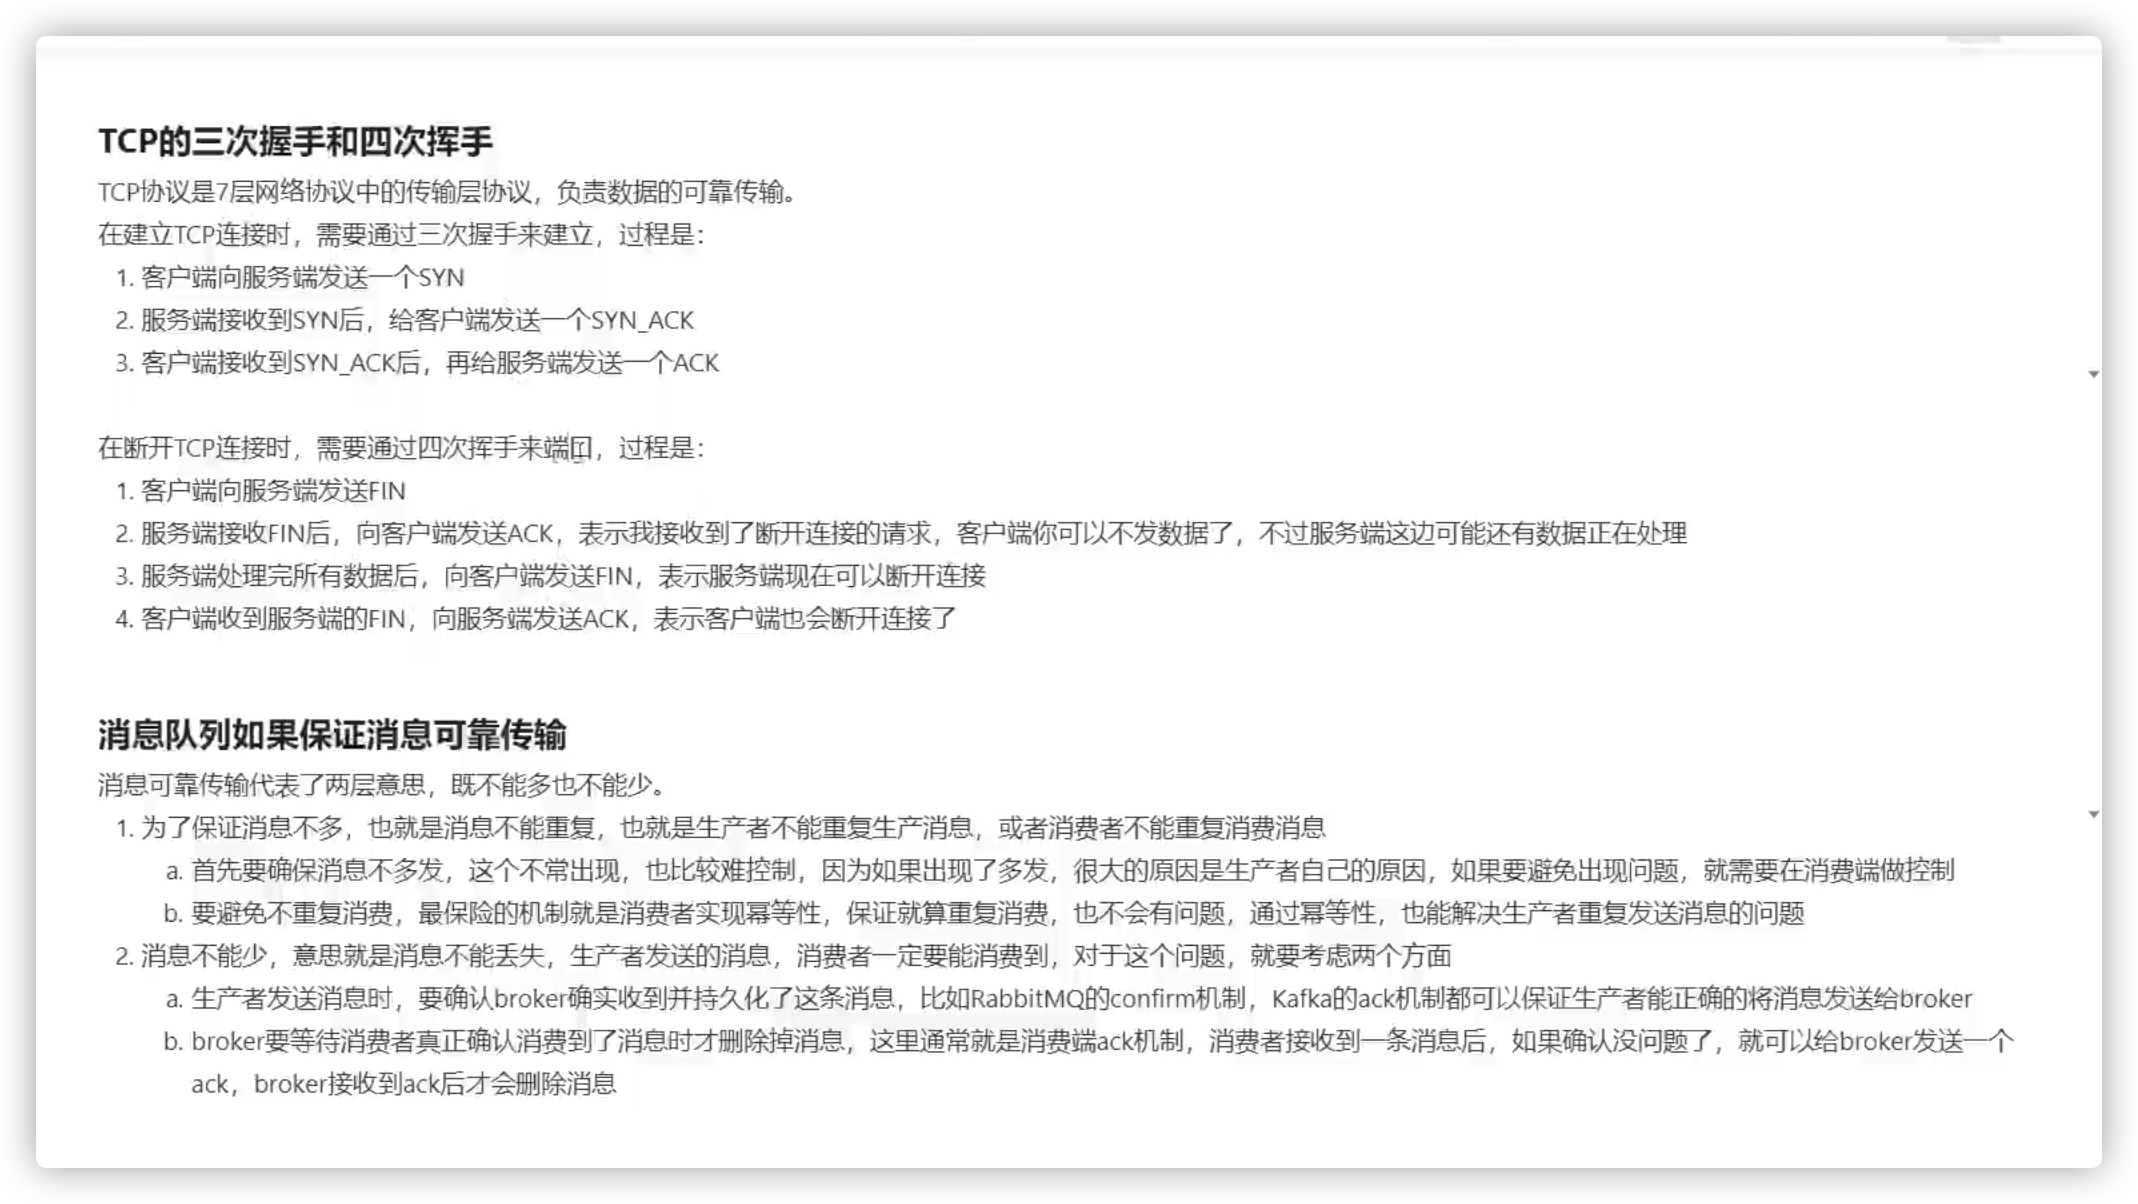 TCP的三次握手和四次挥手
TCP协议是7层网络协议中的传输层协议，负责数据的可靠传输。
在建立TCP连接时，需要通过三次握手来建立，过程是：
1. 客户端向服务端发送一个SYN
2. 服务端接收到SYN后，给客户端发送一个SYN_ACK
3. 客户端接收到SYN_ACK后，再给服务端发送一个ACK
在断开TCP连接时，需要通过四次挥手来端口，过程是：
1. 客户端向服务端发送FIN
2. 服务端接收FIN后，向客户端发送ACK，表示我接收到了断开连接的请求，客户端你可以不发数据了，不过服务端这边可能还有数据正在处理
3. 服务端处理完所有数据后，向客户端发送FIN，表示服务端现在可以断开连接
4. 客户端收到服务端的FIN，向服务端发送ACK，表示客户端也会断开连接了
消息队列如果保证消息可靠传输
消息可靠传输代表了两层意思，既不能多也不能少。
1. 为了保证消息不多，也就是消息不能重复，也就是生产者不能重复生产消息，或者消费者不能重复消费消息
a. 首先要确保消息不多发，这个不常出现，也比较难控制，因为如果出现了多发，很大的原因是生产者自己的原因，如果要避免出现问题，就需要在消费端做控制
b. 要避免不重复消费，最保险的机制就是消费者实现幂等性，保证就算重复消费，也不会有问题，通过幂等性，也能解决生产者重复发送消息的问题
2. 消息不能少，意思就是消息不能丢失，生产者发送的消息，消费者一定要能消费到，对于这个问题，就要考虑两个方面
a. 生产者发送消息时，要确认broker确实收到并持久化了这条消息，比如RabbitMQ的confirm机制，Kafka的ack机制都可以保证生产者能正确的将消息发送给broker
b. broker要等待消费者真正确认消费到了消息时才删除掉消息，这里通常就是消费端ack机制，消费者接收到一条消息后，如果确认没问题了，就可以给broker发送一个
ack，broker接收到ack后才会删除消息